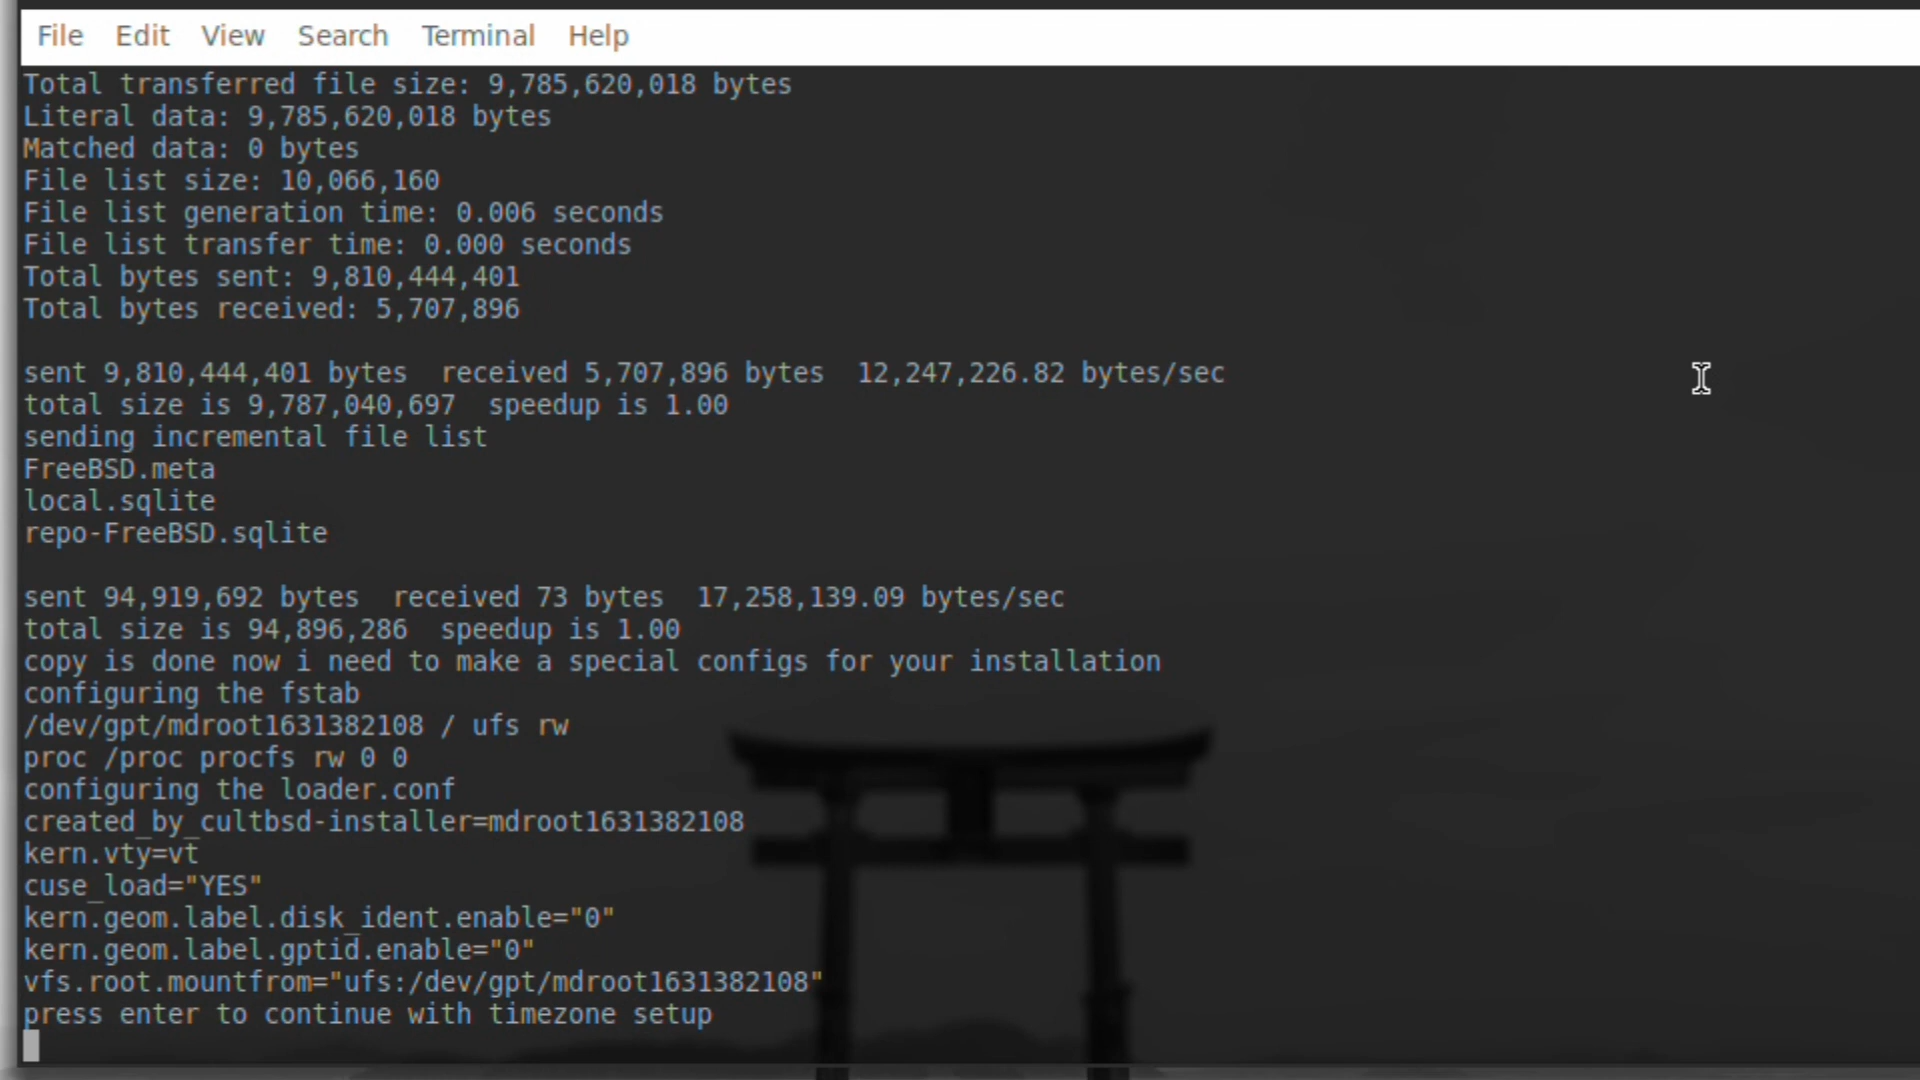 File Edit View Search Terminal Help
Total transferred file size: 9,785,620,018 bytes
Literal data: 9,785,620,018 bytes
Matched data: 0 bytes
File list size: 10,066,160
File list generation time: 0.006 seconds
File list transfer time: 0.000 seconds
Total bytes sent: 9,810,444,401
Total bytes received: 5,707,896
sent 9,810,444,401 bytes  received 5,707,896 bytes  12,247,226.82 bytes/sec
total size is 9,787,040,697  speedup is 1.00
sending incremental file list
FreeBSD.meta
local.sqlite
repo-FreeBSD.sqlite
sent 94,919,692 bytes  received 73 bytes  17,258,139.09 bytes/sec
total size is 94,896,286  speedup is 1.00
copy is done now i need to make a special configs for your installation
configuring the fstab
/dev/gpt/mdroot1631382108 / ufs rw
proc /proc procfs rw 0 0
configuring the loader.conf
created_by_cultbsd-installer=mdroot1631382108
kern.vty=vt
cuse_load="YES"
kern.geom.label.disk_ident.enable="0"
kern.geom.label.gptid.enable="0"
vfs.root.mountfrom="ufs:/dev/gpt/mdroot1631382108"
press enter to continue with timezone setup